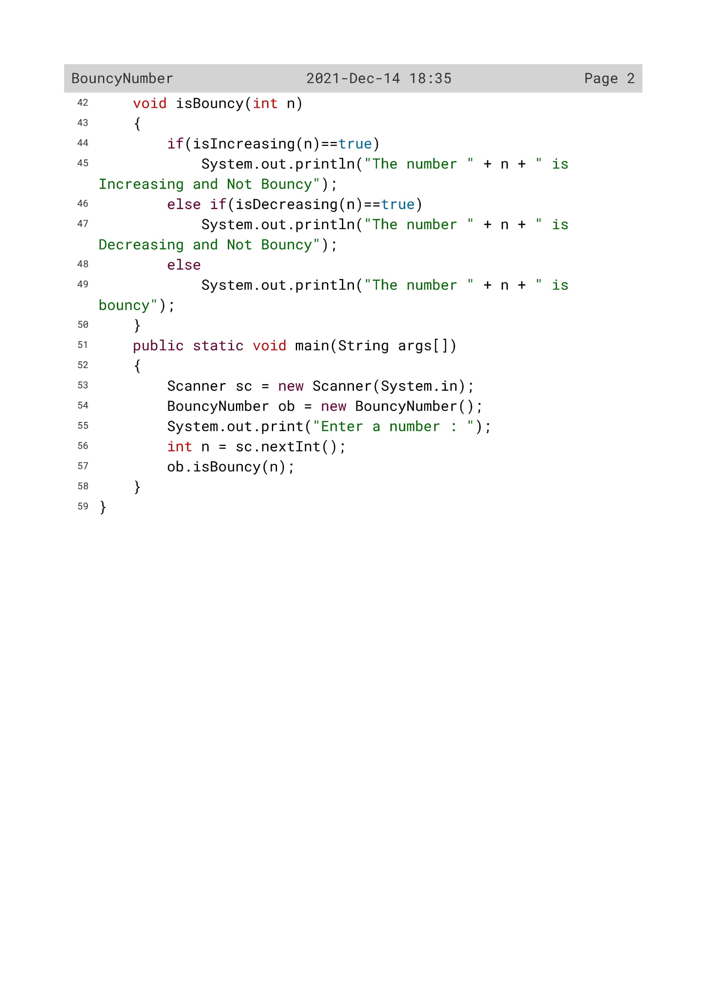 BouncyNumber 2021-Dec-14 18:35 Page 2
42     void isBouncy(int n)
43     {
44         if(isIncreasing(n)==true)
45             System.out.println("The number " + n + " is
Increasing and Not Bouncy");
46         else if(isDecreasing(n)==true)
47             System.out.println("The number " + n + " is
Decreasing and Not Bouncy");
48         else
49             System.out.println("The number " + n + " is
bouncy");
50     }
51     public static void main(String args[])
52     {
53         Scanner sc = new Scanner(System.in);
54         BouncyNumber ob = new BouncyNumber();
55         System.out.print("Enter a number : ");
56         int n = sc.nextInt();
57         ob.isBouncy(n);
58     }
59 }